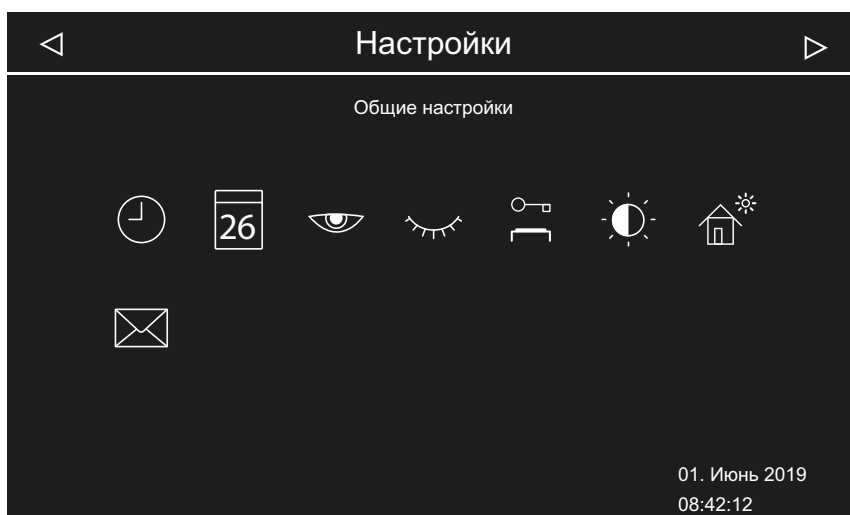 Настройки
Общие настройки
26
01. Июнь 2019
08:42:12